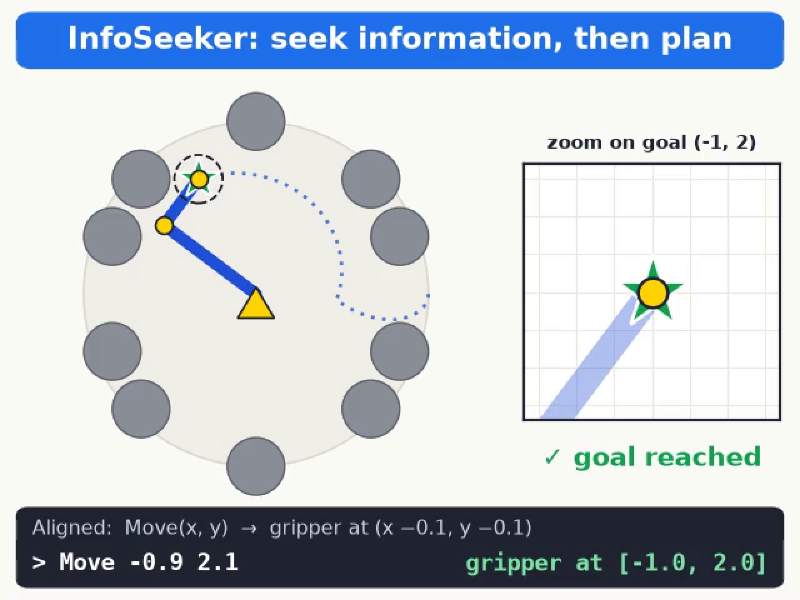 InfoSeeker: seek information, then plan
zoom on goal (-1, 2)
✓ goal reached
Aligned: Move(x, y) → gripper at (x −0.1, y −0.1)
> Move -0.9 2.1
gripper at [-1.0, 2.0]